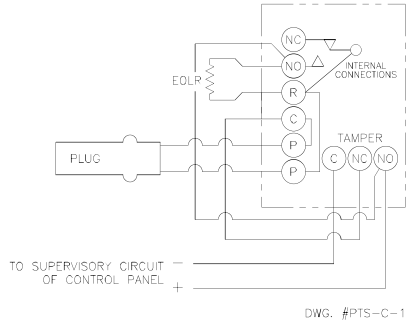 NC
NO
INTERNAL
CONNECTIONS
EOLR
R
C
TAMPER
P
PLUG
C NC NO
P
TO SUPERVISORY CIRCUIT −
OF CONTROL PANEL
+
DWG. #PTS-C-1